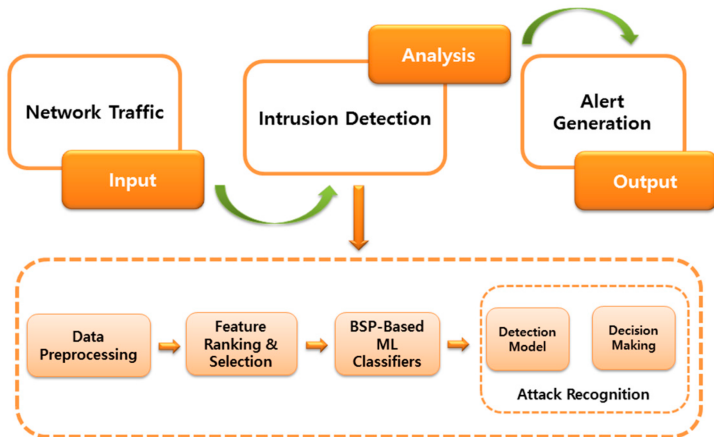 Network Traffic
Input
Analysis
Intrusion Detection
Alert
Generation
Output
Data
Preprocessing
Feature
Ranking &
Selection
BSP-Based
ML
Classifiers
Detection
Model
Decision
Making
Attack Recognition